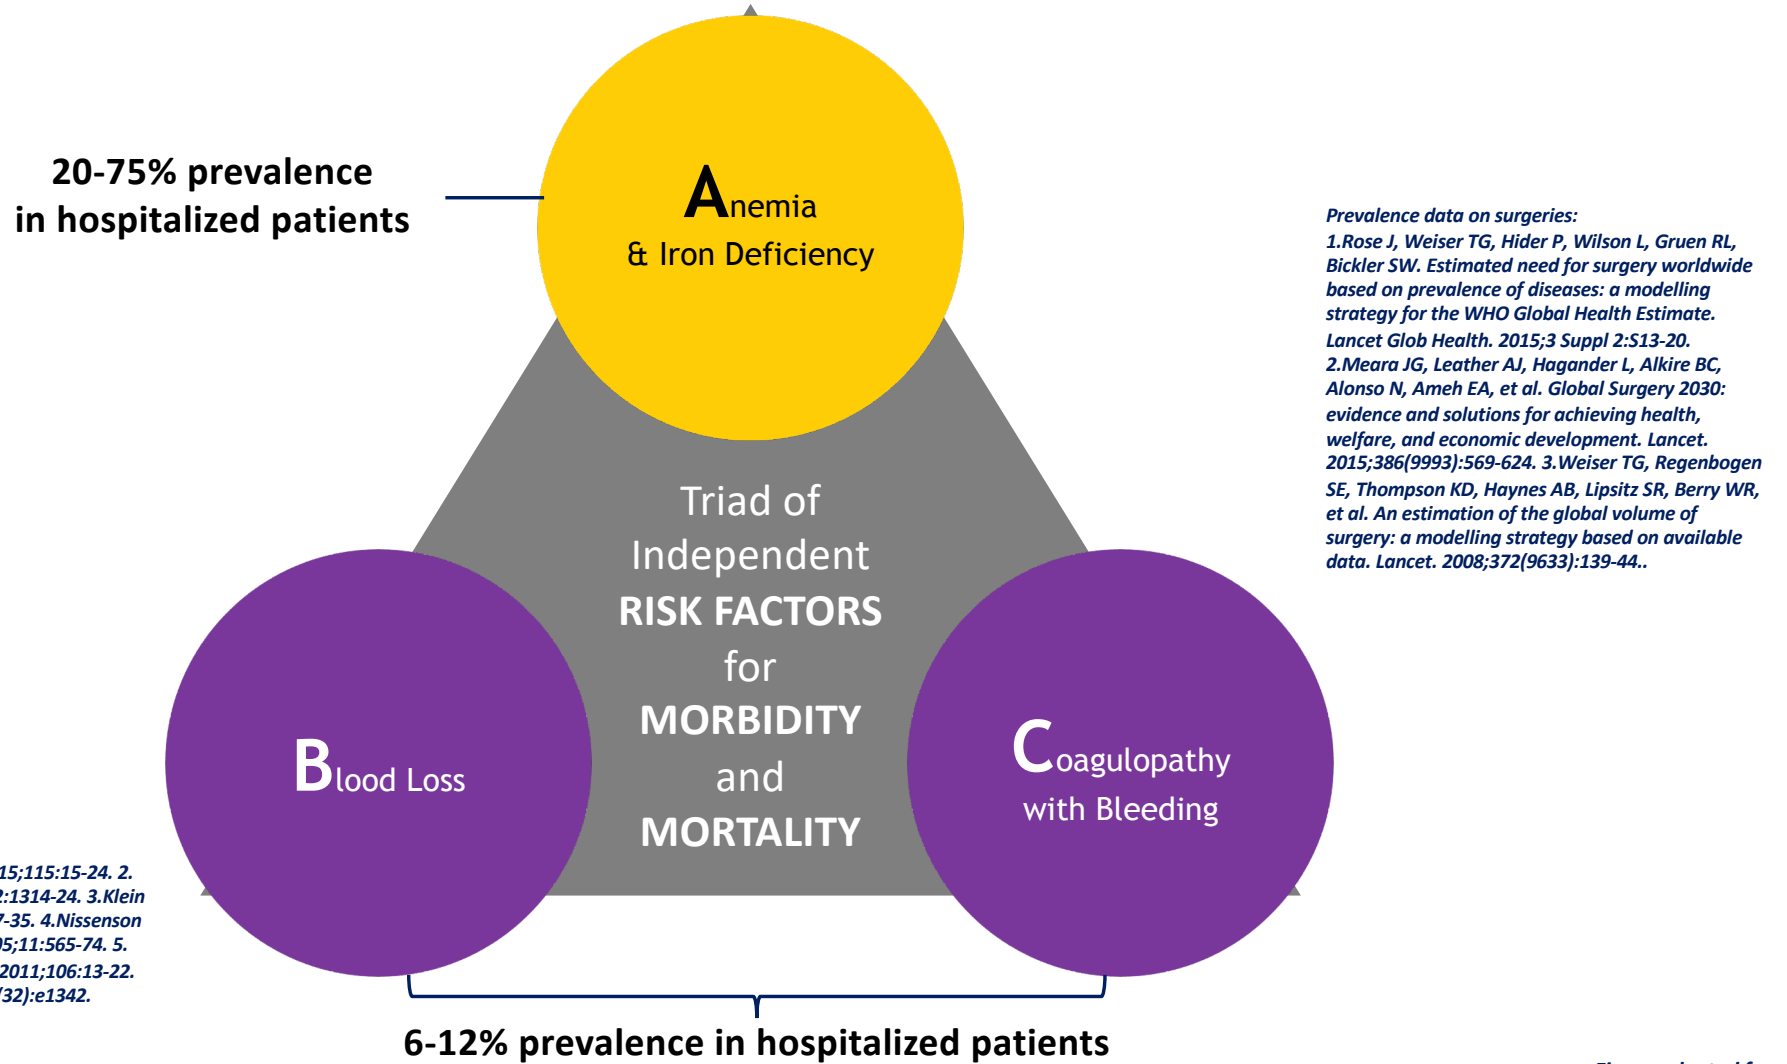 20-75% prevalence
in hospitalized patients
Anemia
& Iron Deficiency
Prevalence data on surgeries:
1.Rose J, Weiser TG, Hider P, Wilson L, Gruen RL,
Bickler SW. Estimated need for surgery worldwide
based on prevalence of diseases: a modelling
strategy for the WHO Global Health Estimate.
Lancet Glob Health. 2015;3 Suppl 2:S13-20.
2.Meara JG, Leather AJ, Hagander L, Alkire BC,
Alonso N, Ameh EA, et al. Global Surgery 2030:
evidence and solutions for achieving health,
welfare, and economic development. Lancet.
2015;386(9993):569-624. 3.Weiser TG, Regenbogen
SE, Thompson KD, Haynes AB, Lipsitz SR, Berry WR,
et al. An estimation of the global volume of
surgery: a modelling strategy based on available
data. Lancet. 2008;372(9633):139-44..
Triad of
Independent
RISK FACTORS
for
MORBIDITY
and
MORTALITY
Blood Loss
Coagulopathy
with Bleeding
15;115:15-24. 2.
2:1314-24. 3.Klein
7-35. 4.Nissenson
05;11:565-74. 5.
2011;106:13-22.
(32):e1342.
6-12% prevalence in hospitalized patients